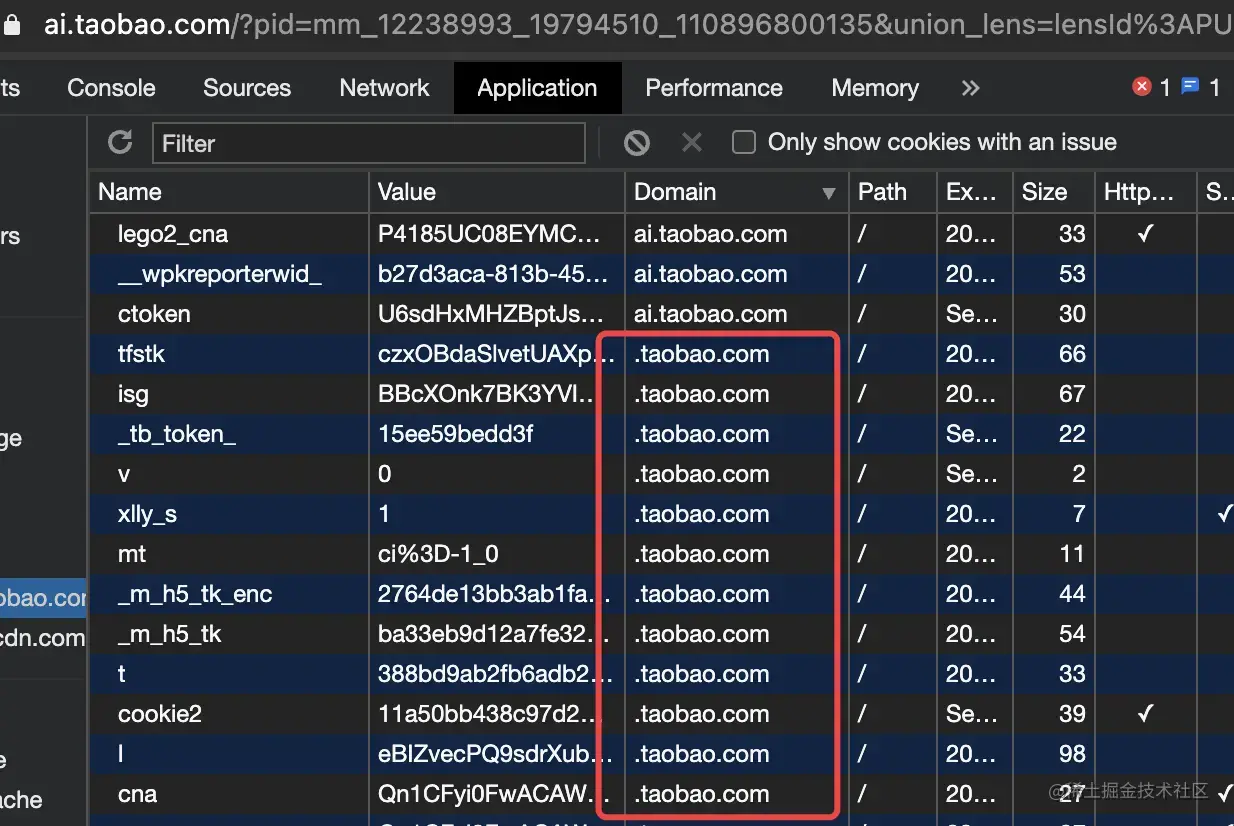 ai.taobao.com/?pid=mm_12238993_19794510_110896800135&union_lens=lensId%3APU
ts Console Sources Network Application Performance Memory » 1 1
Filter Only show cookies with an issue
Name Value Domain ▼ Path Ex... Size Http... S...
rs
lego2_cna P4185UC08EYMC... ai.taobao.com / 20... 33 ✓
__wpkreporterwid_ b27d3aca-813b-45... ai.taobao.com / 20... 53
ctoken U6sdHxMHZBptJs... ai.taobao.com / Se... 30
tfstk czxOBdaSlvetUAXp... .taobao.com / 20... 66
isg BBcXOnk7BK3YVl... .taobao.com / 20... 67
ge
_tb_token_ 15ee59bedd3f .taobao.com / Se... 22
v 0 .taobao.com / Se... 2
xlly_s 1 .taobao.com / 20... 7 ✓
mt ci%3D-1_0 .taobao.com / 20... 11
obao.cor
_m_h5_tk_enc 2764de13bb3ab1fa... .taobao.com / 20... 44
cdn.com
_m_h5_tk ba33eb9d12a7fe32... .taobao.com / 20... 54
t 388bd9ab2fb6adb2... .taobao.com / 20... 33
cookie2 11a50bb438c97d2... .taobao.com / Se... 39 ✓
e
l eBIZvecPQ9sdrXub... .taobao.com / 20... 98
ache
cna Qn1CFyi0FwACAW... .taobao.com / 20... 27 ✓
@稀土掘金技术社区